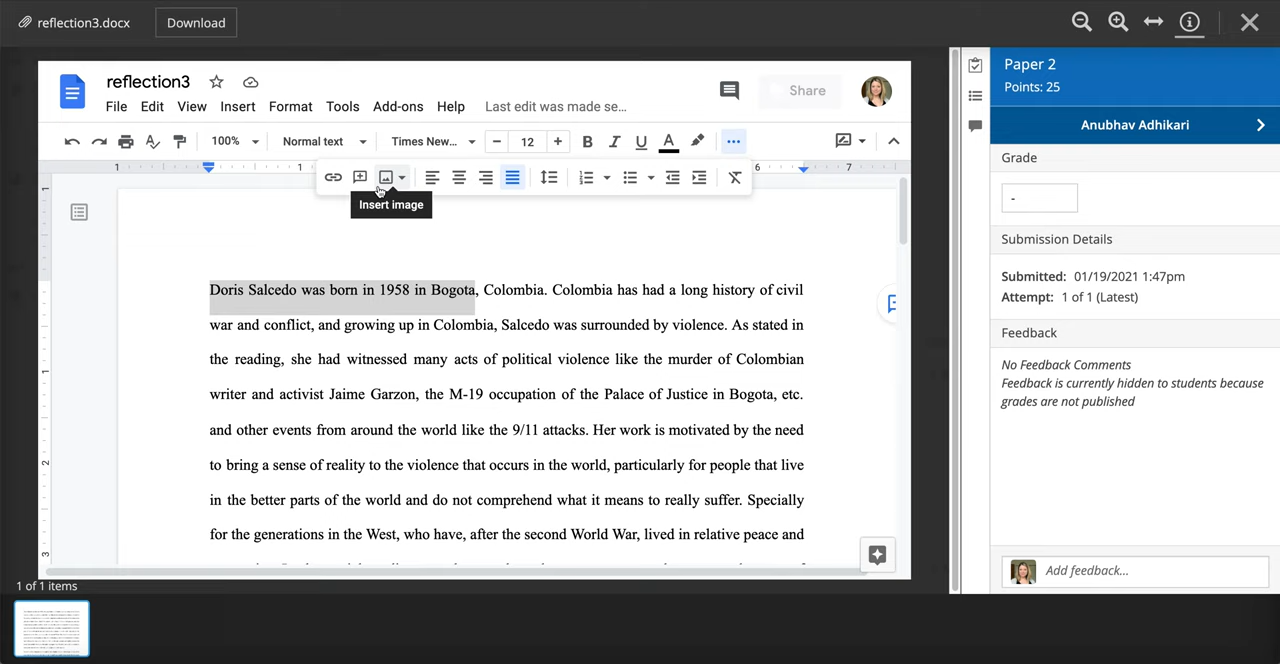 reflection3.docx
Download
reflection3
File Edit View Insert Format Tools Add-ons Help Last edit was made se...
Share
100% Normal text Times New... 12 B I U A
1 1 6 7
Insert image
Doris Salcedo was born in 1958 in Bogota, Colombia. Colombia has had a long history of civil
war and conflict, and growing up in Colombia, Salcedo was surrounded by violence. As stated in
the reading, she had witnessed many acts of political violence like the murder of Colombian
writer and activist Jaime Garzon, the M-19 occupation of the Palace of Justice in Bogota, etc.
and other events from around the world like the 9/11 attacks. Her work is motivated by the need
to bring a sense of reality to the violence that occurs in the world, particularly for people that live
in the better parts of the world and do not comprehend what it means to really suffer. Specially
for the generations in the West, who have, after the second World War, lived in relative peace and
1
1
2
3
1 of 1 items
Paper 2
Points: 25
Anubhav Adhikari
Grade
-
Submission Details
Submitted: 01/19/2021 1:47pm
Attempt: 1 of 1 (Latest)
Feedback
No Feedback Comments
Feedback is currently hidden to students because
grades are not published
Add feedback...